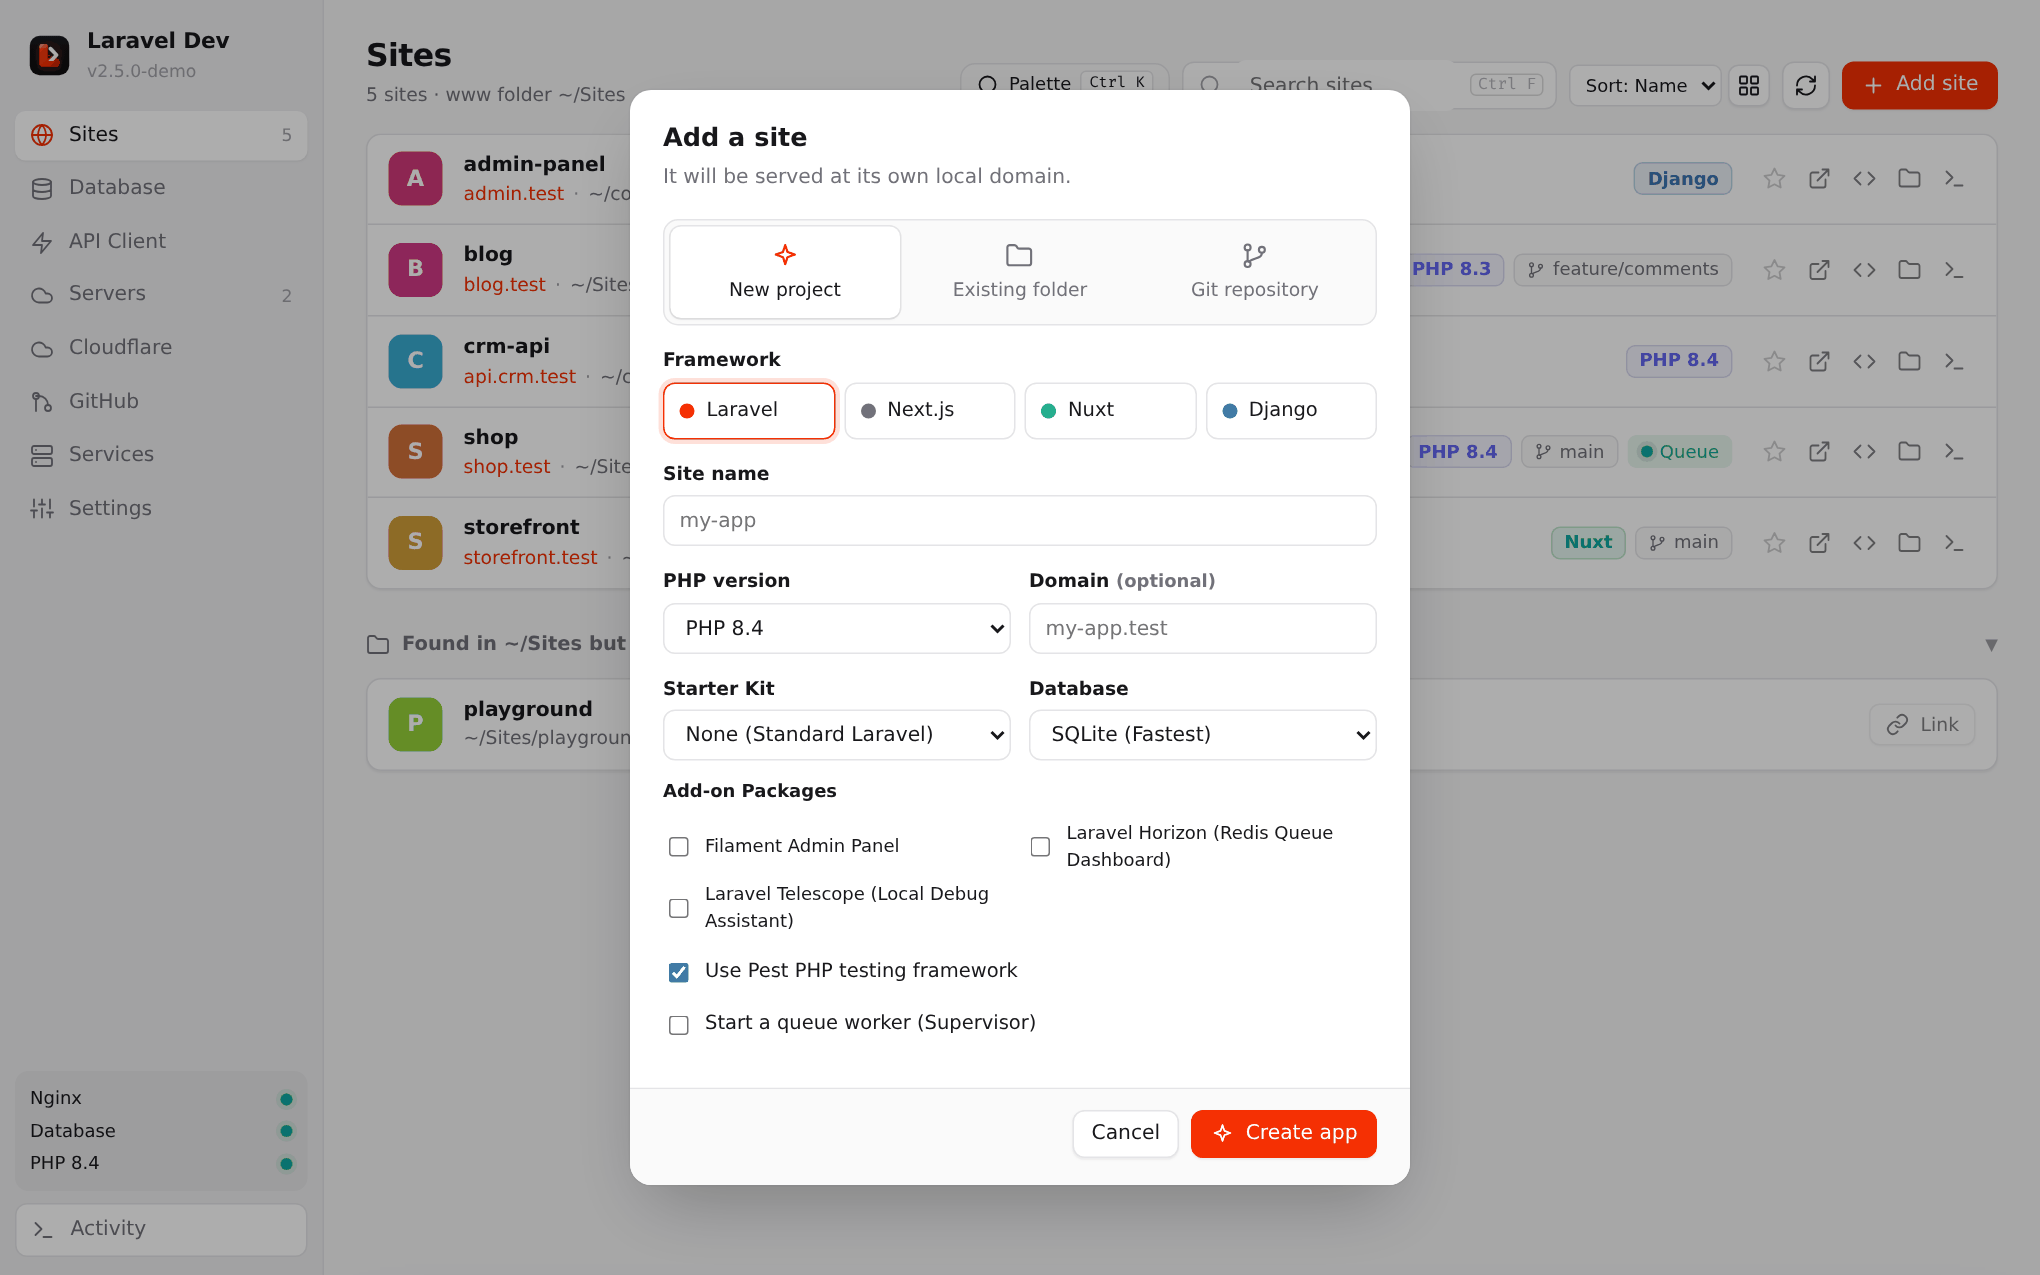 Laravel Dev
v2.5.0-demo
Sites 5
Database
API Client
Servers 2
Cloudflare
GitHub
Services
Settings
Nginx
Database
PHP 8.4
Activity
Sites
5 sites · www folder ~/Sites
Palette Ctrl K
Search sites Ctrl F
Sort: Name
Add site
A
admin-panel
admin.test · ~/co
Django
B
blog
blog.test · ~/Sites
PHP 8.3
feature/comments
C
crm-api
api.crm.test · ~/c
PHP 8.4
S
shop
shop.test · ~/Site
PHP 8.4
main
Queue
S
storefront
storefront.test · ~
Nuxt
main
Found in ~/Sites but
P
playground
~/Sites/playgroun
Link
Add a site
It will be served at its own local domain.
New project
Existing folder
Git repository
Framework
Laravel
Next.js
Nuxt
Django
Site name
my-app
PHP version
PHP 8.4
Domain (optional)
my-app.test
Starter Kit
None (Standard Laravel)
Database
SQLite (Fastest)
Add-on Packages
Filament Admin Panel
Laravel Horizon (Redis Queue
Dashboard)
Laravel Telescope (Local Debug
Assistant)
Use Pest PHP testing framework
Start a queue worker (Supervisor)
Cancel
Create app